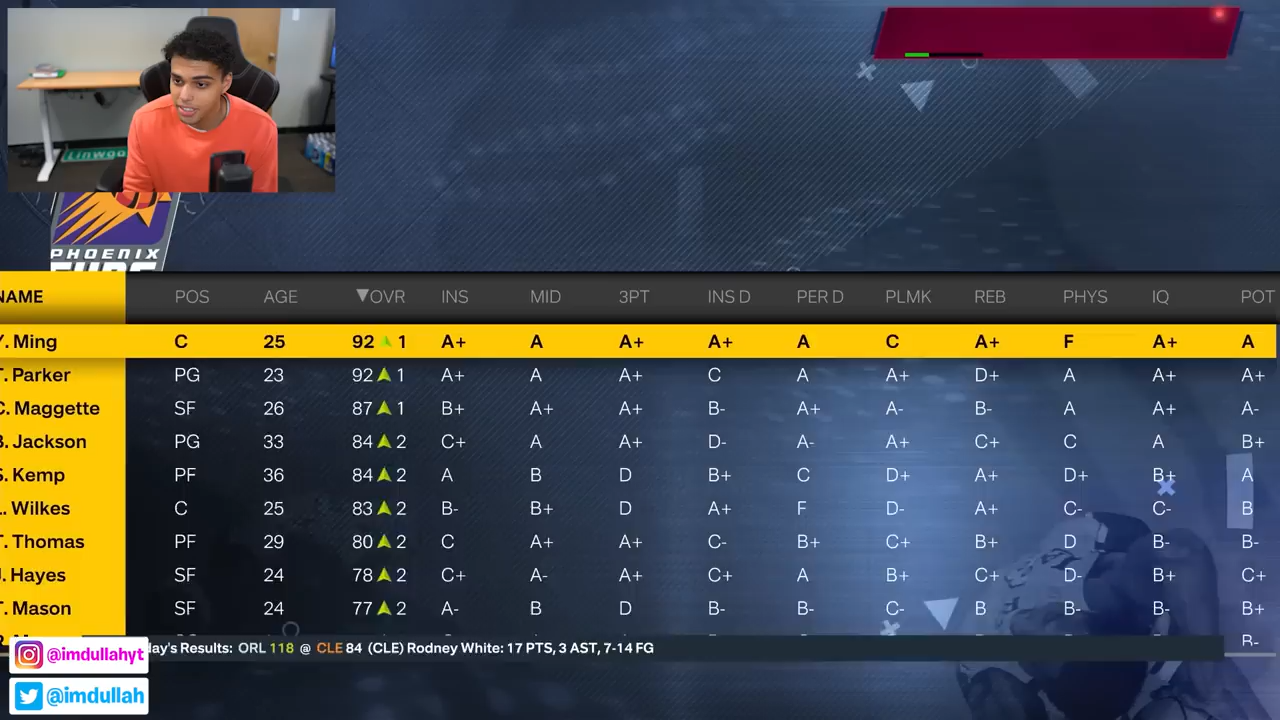 Linwoo
PHOENIX
NAME POS AGE ▼OVR INS MID 3PT INS D PER D PLMK REB PHYS IQ POT
Y. Ming C 25 92 ▲ 1 A+ A A+ A+ A C A+ F A+ A
T. Parker PG 23 92 ▲ 1 A+ A A+ C A A+ D+ A A+ A+
C. Maggette SF 26 87 ▲ 1 B+ A+ A+ B- A+ A- B- A A+ A-
B. Jackson PG 33 84 ▲ 2 C+ A A+ D- A- A+ C+ C A B+
S. Kemp PF 36 84 ▲ 2 A B D B+ C D+ A+ D+ B+ A
. Wilkes C 25 83 ▲ 2 B- B+ D A+ F D- A+ C- C- B
T. Thomas PF 29 80 ▲ 2 C A+ A+ C- B+ C+ B+ D B- B-
J. Hayes SF 24 78 ▲ 2 C+ A- A+ C+ A B+ C+ D- B+ C+
T. Mason SF 24 77 ▲ 2 A- B D B- B- C- B B- B- B+
B-
@imdullahyt
day's Results: ORL 118 @ CLE 84 (CLE) Rodney White: 17 PTS, 3 AST, 7-14 FG
@imdullah